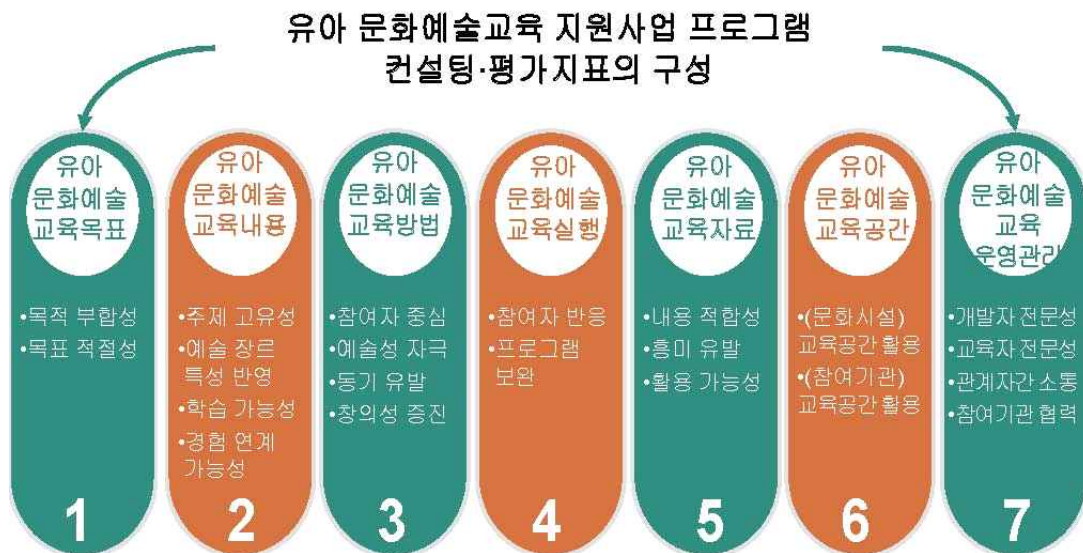 유아 문화예술교육 지원사업 프로그램
컨설팅·평가지표의 구성
유아
문화예술
교육목표
•목적 부합성
•목표 적절성
1
유아
문화예술
교육내용
•주제 고유성
•예술 장르
특성 반영
•학습 가능성
•경험 연계
가능성
2
유아
문화예술
교육방법
•참여자 중심
•예술성 자극
•동기 유발
•창의성 증진
3
유아
문화예술
교육실행
•참여자 반응
•프로그램
보완
4
유아
문화예술
교육자료
•내용 적합성
•흥미 유발
•활용 가능성
5
유아
문화예술
교육공간
•(문화시설)
교육공간 활용
•(참여기관)
교육공간 활용
6
유아
문화예술
교육
운영관리
•개발자 전문성
•교육자 전문성
•관계자간 소통
•참여기관 협력
7